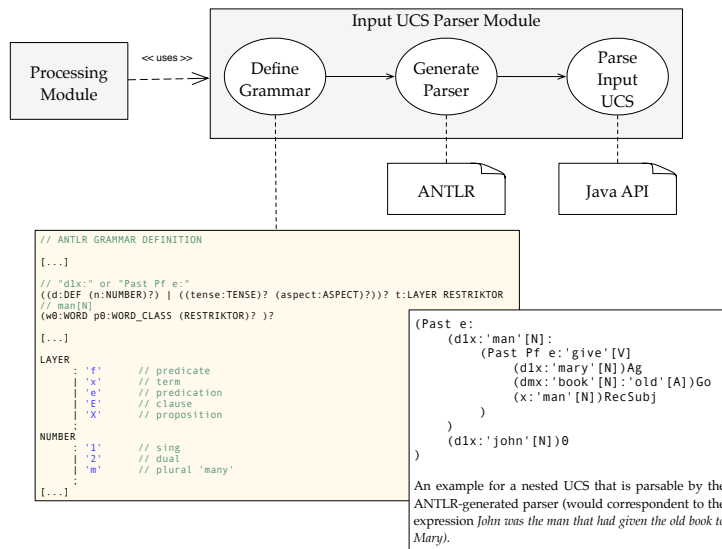 Input UCS Parser Module
Processing
Module
<< uses >>
Define
Grammar
Generate
Parser
Parse
Input
UCS
ANTLR
Java API
// ANTLR GRAMMAR DEFINITION
[...]
// "d1x:" or "Past Pf e:"
((d:DEF (n:NUMBER)?) | ((tense:TENSE)? (aspect:ASPECT)?))? t:LAYER RESTRIKTOR
// man[N]
(w0:WORD p0:WORD_CLASS (RESTRIKTOR)? )?
[...]
LAYER
: 'f' // predicate
| 'x' // term
| 'e' // predication
| 'E' // clause
| 'X' // proposition
;
NUMBER
: '1' // sing
| '2' // dual
| 'm' // plural 'many'
;
[...]
(Past e:
(d1x:'man'[N]:
(Past Pf e:'give'[V]
(d1x:'mary'[N])Ag
(dmx:'book'[N]:'old'[A])Go
(x:'man'[N])RecSubj
)
)
(d1x:'john'[N])0
)
An example for a nested UCS that is parsable by the
ANTLR-generated parser (would correspondent to the
expression John was the man that had given the old book to
Mary).